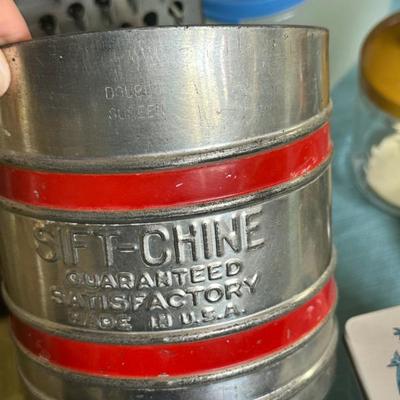 DOUBLE
SCREEN
SIFT-CHINE
GUARANTEED
SATISFACTORY
MADE IN U.S.A.